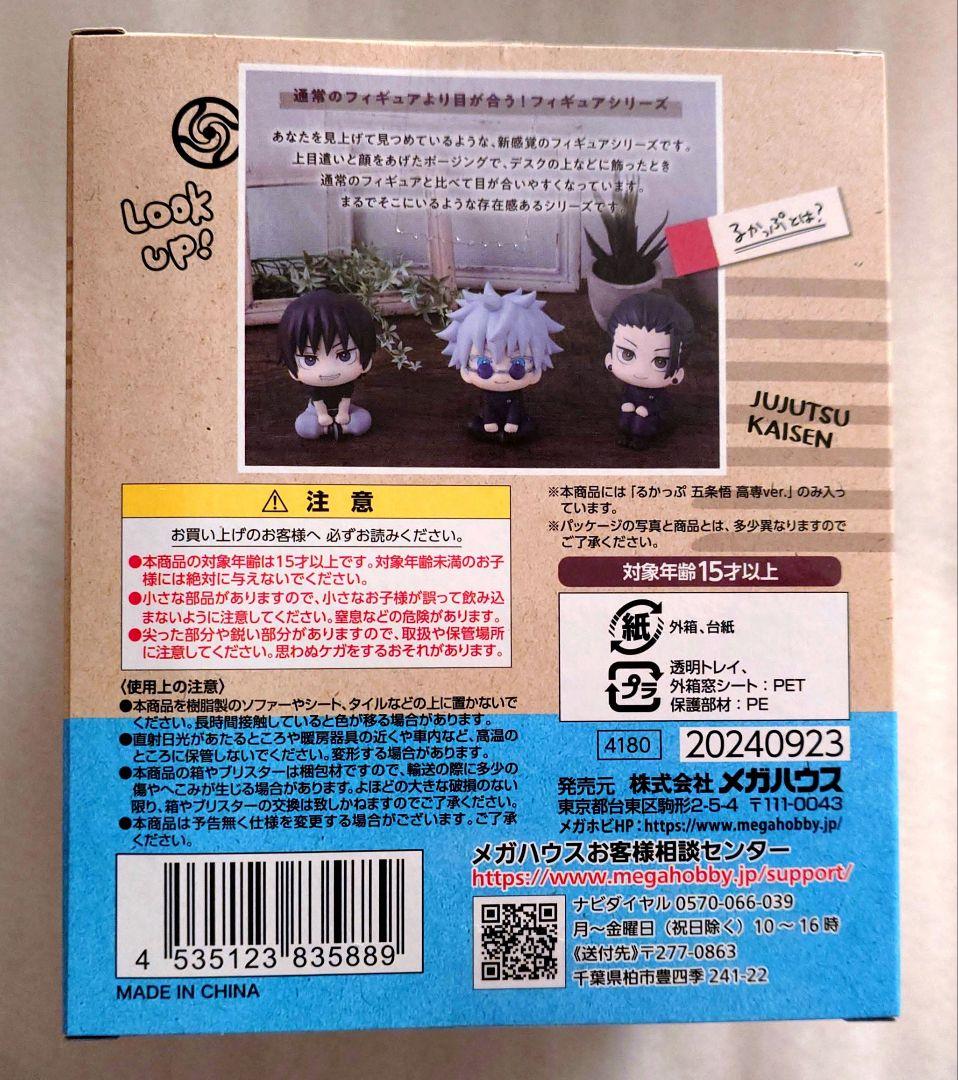 Look
up!
通常のフィギュアより目が合う!フィギュアシリーズ
あなたを見上げて見つめているような、新感覚のフィギュアシリーズです。
上目遣いと顔をあげたポージングで、デスクの上などに飾ったとき
通常のフィギュアと比べて目が合いやすくなっています。
まるでそこにいるような存在感あるシリーズです。
るかっぷとは?
JUJUTSU
KAISEN
⚠ 注意
お買い上げのお客様へ 必ずお読みください。
●本商品の対象年齢は15才以上です。対象年齢未満のお子
様には絶対に与えないでください。
●小さな部品がありますので、小さなお子様が誤って飲み込
まないように注意してください。窒息などの危険があります。
●尖った部分や鋭い部分がありますので、取扱や保管場所
に注意してください。思わぬケガをするおそれがあります。
〈使用上の注意〉
●本商品を樹脂製のソファーやシート、タイルなどの上に置かないで
ください。長時間接触していると色が移る場合があります。
●直射日光があたるところや暖房器具の近くや車内など、高温の
ところに保管しないでください。変形する場合があります。
●本商品の箱やブリスターは梱包材ですので、輸送の際に多少の
傷やへこみが生じる場合があります。よほどの大きな破損のない
限り、箱やブリスターの交換は致しかねますのでご了承ください。
●本商品は予告無く仕様を変更する場合がございます。ご了承
ください。
4 535123 835889
MADE IN CHINA
※本商品には「るかっぷ 五条悟 高専ver.」のみ入っ
ています。
※パッケージの写真と商品とは、多少異なりますので
ご了承ください。
対象年齢15才以上
紙 外箱、台紙
プラ 透明トレイ、
外箱窓シート:PET
保護部材:PE
4180 20240923
発売元 株式会社 メガハウス
東京都台東区駒形2-5-4 〒111-0043
メガホビHP:https://www.megahobby.jp/
メガハウスお客様相談センター
https://www.megahobby.jp/support/
ナビダイヤル 0570-066-039
月~金曜日(祝日除く)10~16時
《送付先》〒277-0863
千葉県柏市豊四季241-22